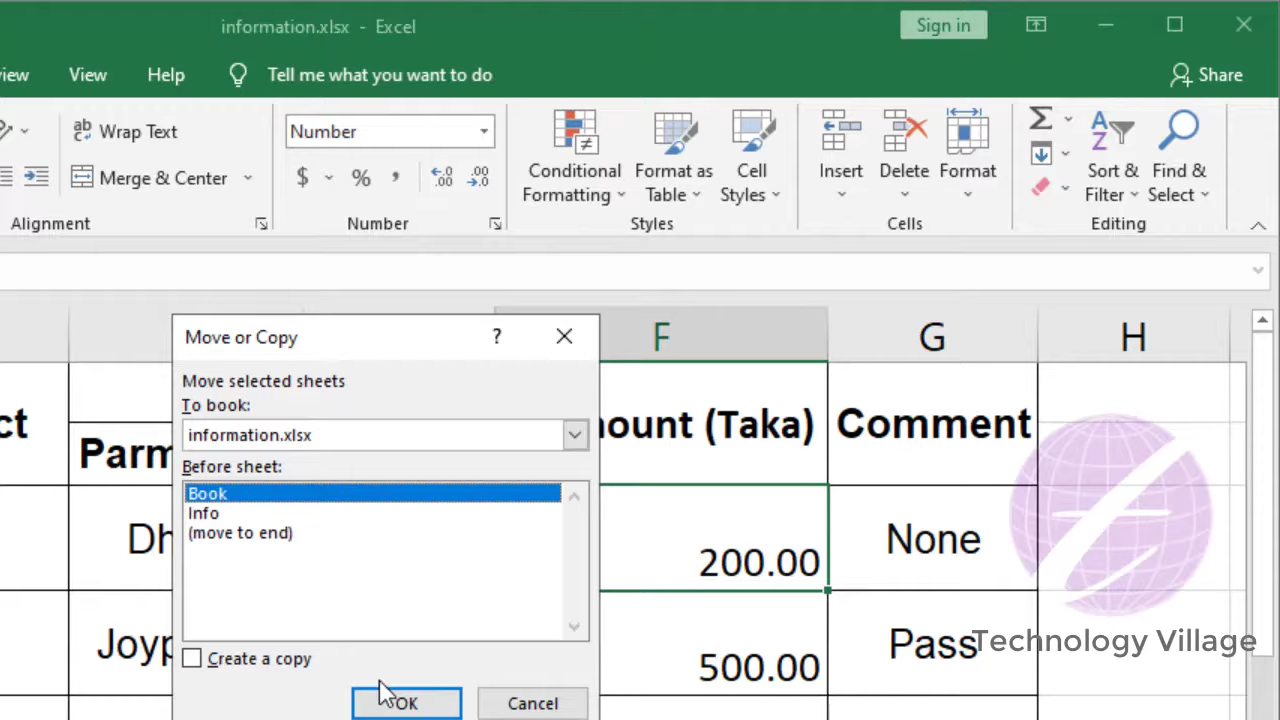 information.xlsx - Excel
Sign in
view View Help Tell me what you want to do
Share
Wrap Text
Merge & Center
Alignment
Number
$ % ,
Number
Conditional Formatting
Format as Table
Cell Styles
Styles
Insert
Delete
Format
Cells
Sort & Filter
Find & Select
Editing
F G H
Move or Copy
Move selected sheets
To book:
information.xlsx
Before sheet:
Book
Info
(move to end)
Create a copy
OK Cancel
ct
Parm
ount (Taka)
Comment
Dh
200.00
None
Joyp
500.00
Pass
Technology Village